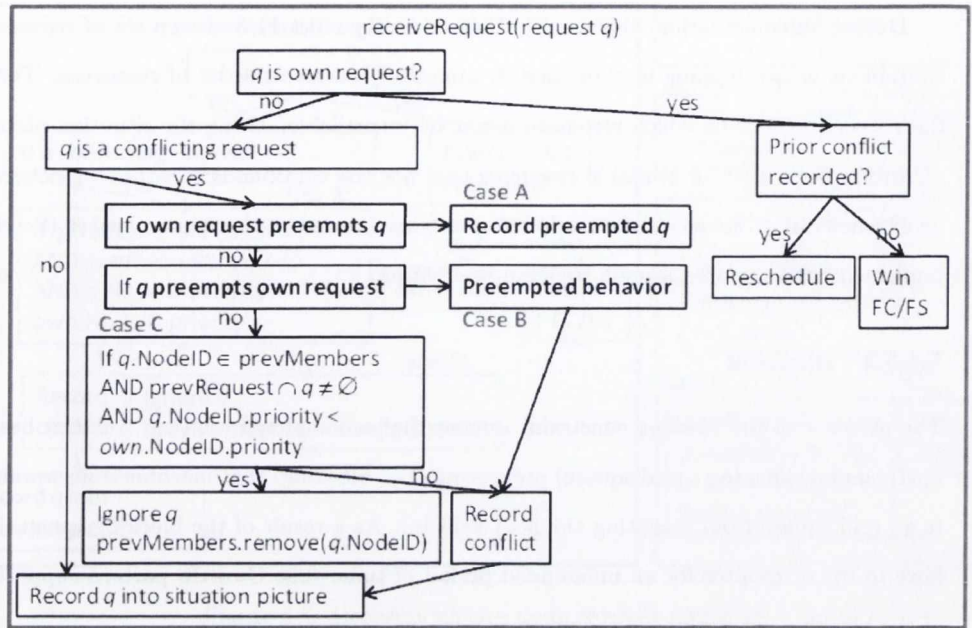 receiveRequest(request q)
q is own request?
no
yes
q is a conflicting request
Prior conflict
recorded?
yes
Case A
If own request preempts q
Record preempted q
no
no
yes
no
If q preempts own request
Preempted behavior
Reschedule
Win
FC/FS
Case C
no
Case B
If q.NodeID ∈ prevMembers
AND prevRequest ∩ q ≠ ∅
AND q.NodeID.priority <
own.NodeID.priority
yes
no
Ignore q
prevMembers.remove(q.NodeID)
Record
conflict
Record q into situation picture